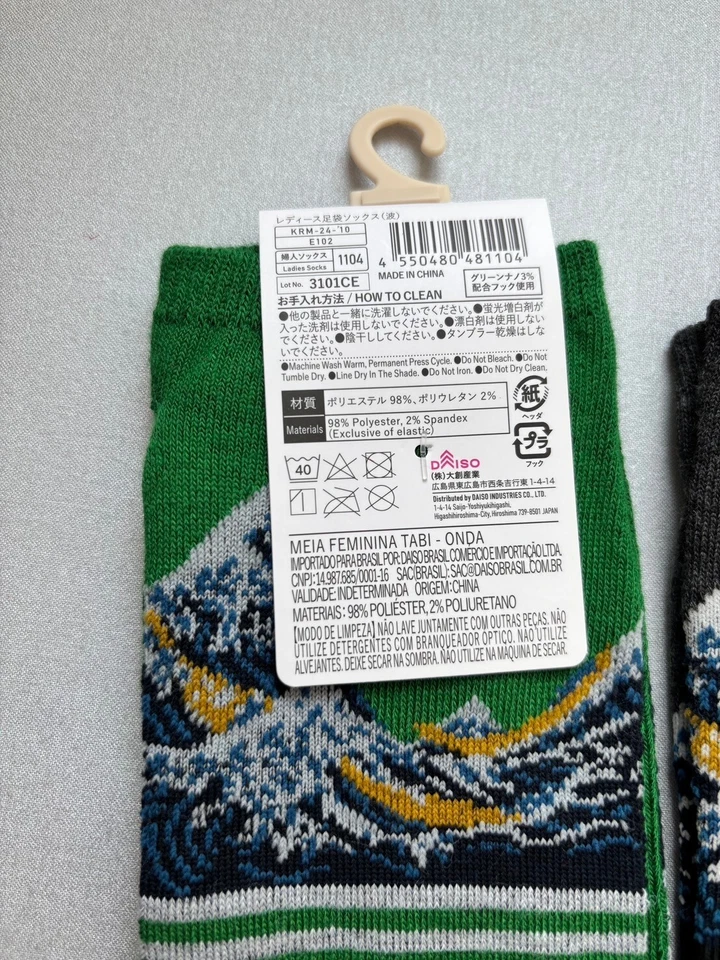 レディース足袋ソックス(波)
KRM-24-'10
E102
婦人ソックス
Ladies Socks
1104
Lot No. 3101CE
4 550480 481104
MADE IN CHINA
グリーンナノ3%
配合フック使用
お手入れ方法 / HOW TO CLEAN
●他の製品と一緒に洗濯しないでください。●蛍光増白剤が
入った洗剤は使用しないでください。●漂白剤は使用しない
でください。●陰干ししてください。●タンブラー乾燥はしな
いでください。
●Machine Wash Warm, Permanent Press Cycle. ●Do Not Bleach. ●Do Not
Tumble Dry. ●Line Dry In The Shade. ●Do Not Iron. ●Do Not Dry Clean.
材質
ポリエステル 98%、ポリウレタン 2%
Materials
98% Polyester, 2% Spandex
(Exclusive of elastic)
紙
ヘッダ
プラ
フック
40
DAISO
(株)大創産業
広島県東広島市西条吉行東 1-4-14
Distributed by DAISO INDUSTRIES CO., LTD.
1-4-14 Saijo-Yoshiyukihigashi,
Higashihiroshima-City, Hiroshima 739-8501 JAPAN
MEIA FEMININA TABI - ONDA
IMPORTADO PARA BRASIL POR: DAISO BRASIL COMERCIO E IMPORTAÇÃO LTDA.
CNPJ: 14.987.685/0001-16 SAC(BRASIL): SAC@DAISOBRASIL.COM.BR
VALIDADE: INDETERMINADA ORIGEM: CHINA
MATERIAIS: 98% POLIÉSTER, 2% POLIURETANO
【MODO DE LIMPEZA】 NÃO LAVE JUNTAMENTE COM OUTRAS PEÇAS. NÃO
UTILIZE DETERGENTES COM BRANQUEADOR OPTICO. NÃO UTILIZE
ALVEJANTES. DEIXE SECAR NA SOMBRA. NÃO UTILIZE NA MAQUINA DE SECAR.